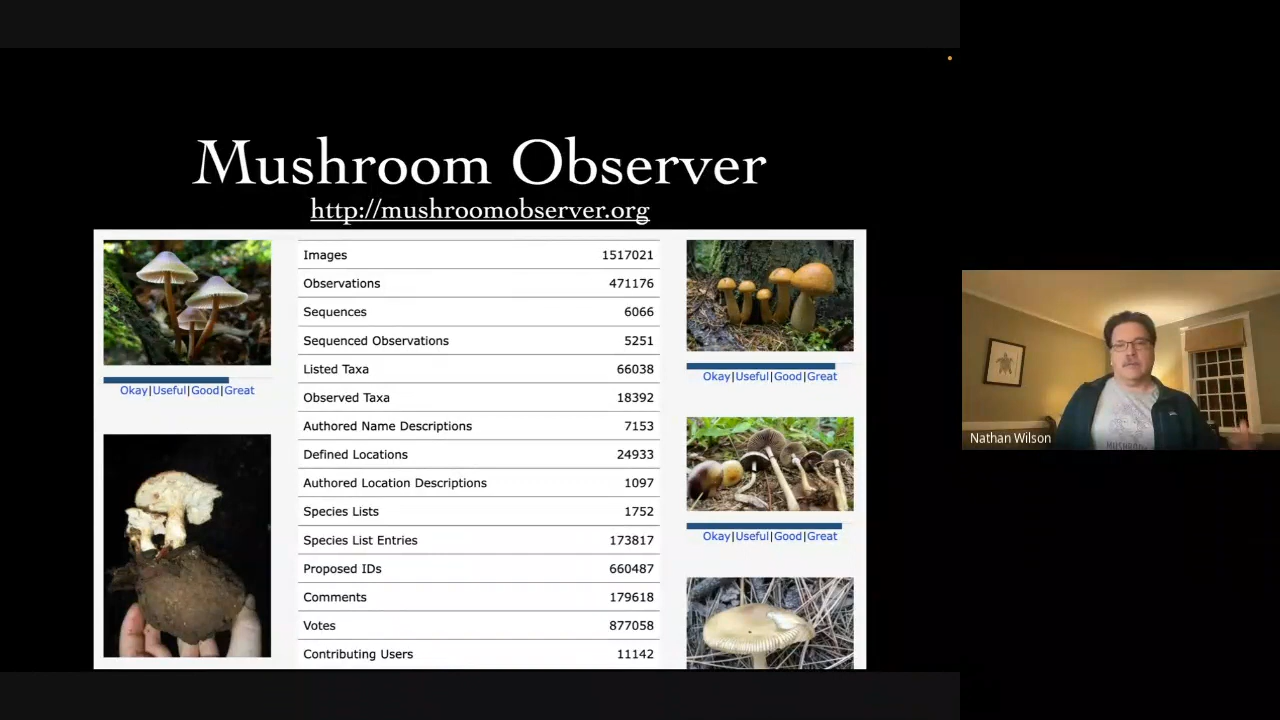 Mushroom Observer
http://mushroomobserver.org
Okay|Useful|Good|Great
Images 1517021
Observations 471176
Sequences 6066
Sequenced Observations 5251
Listed Taxa 66038
Observed Taxa 18392
Authored Name Descriptions 7153
Defined Locations 24933
Authored Location Descriptions 1097
Species Lists 1752
Species List Entries 173817
Proposed IDs 660487
Comments 179618
Votes 877058
Contributing Users 11142
Okay|Useful|Good|Great
Okay|Useful|Good|Great
Nathan Wilson